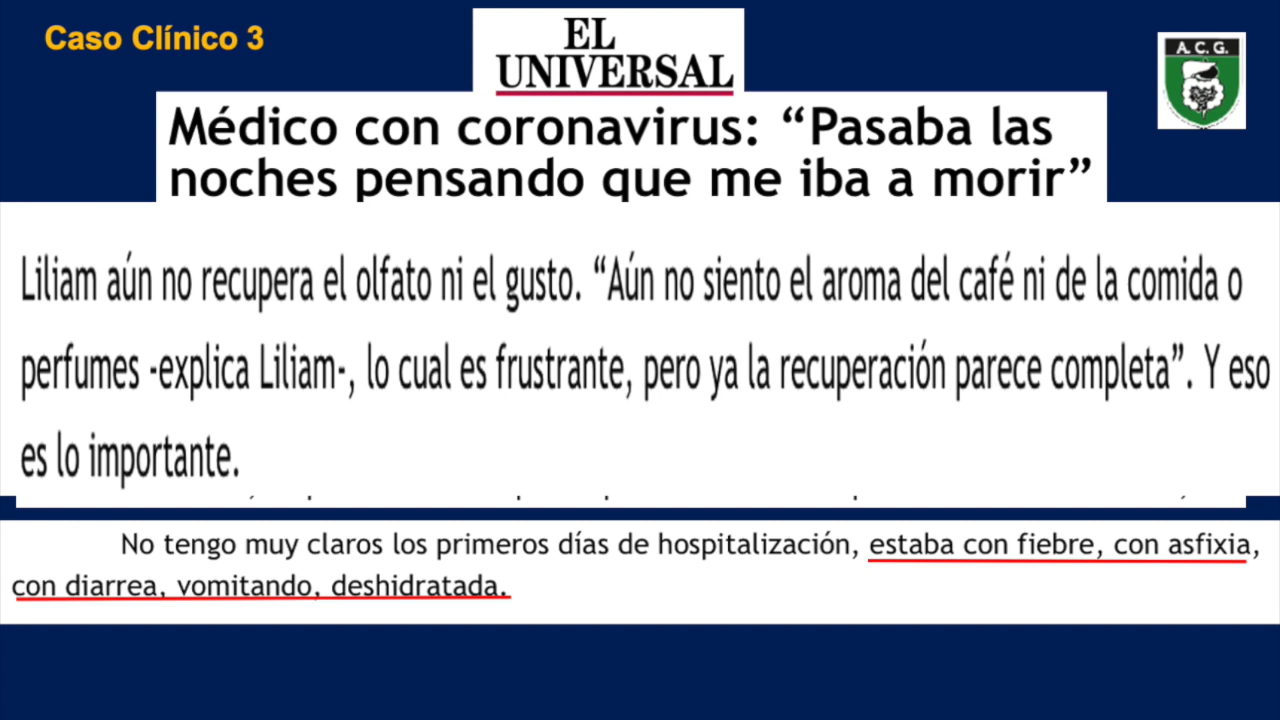 Caso Clínico 3
EL
UNIVERSAL
A.C.G.
Médico con coronavirus: “Pasaba las
noches pensando que me iba a morir”
Liliam aún no recupera el olfato ni el gusto. “Aún no siento el aroma del café ni de la comida o
perfumes -explica Liliam-, lo cual es frustrante, pero ya la recuperación parece completa”. Y eso
es lo importante.
No tengo muy claros los primeros días de hospitalización, estaba con fiebre, con asfixia,
con diarrea, vomitando, deshidratada.